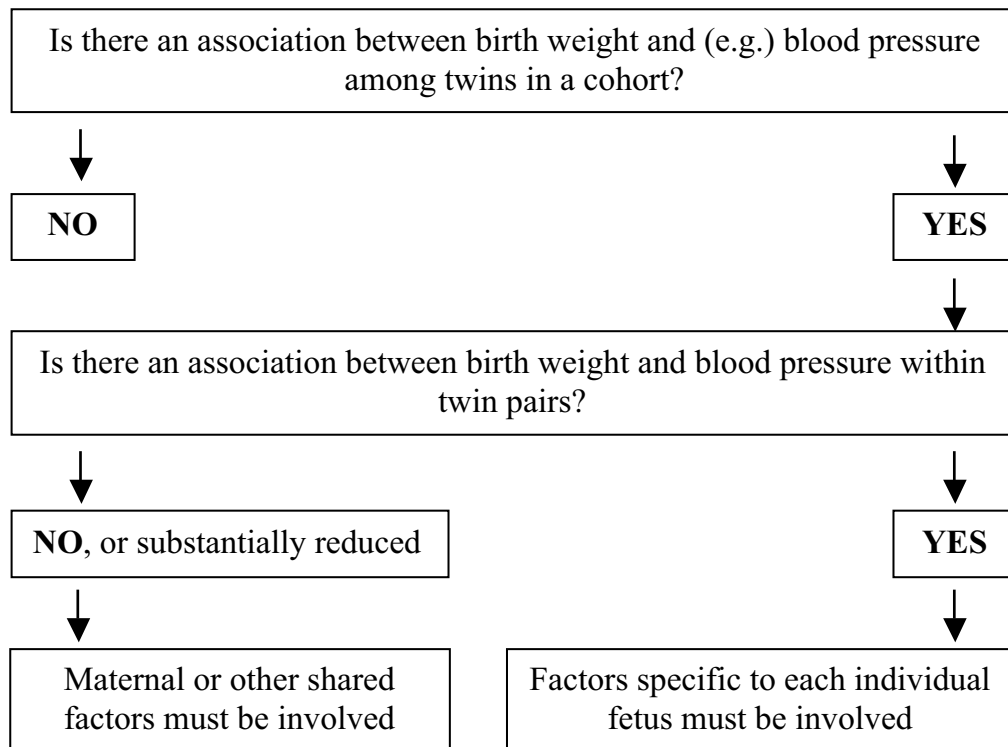 Is there an association between birth weight and (e.g.) blood pressure
among twins in a cohort?
NO
YES
Is there an association between birth weight and blood pressure within
twin pairs?
NO, or substantially reduced
YES
Maternal or other shared
factors must be involved
Factors specific to each individual
fetus must be involved